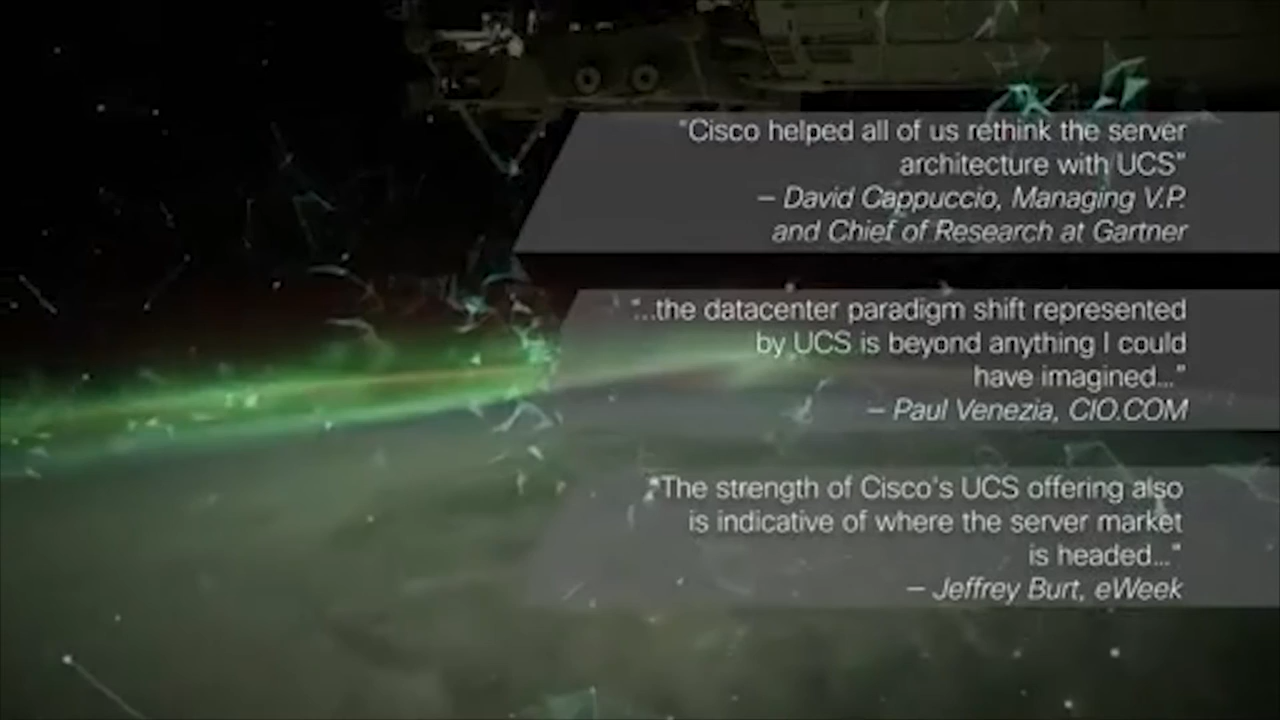 "Cisco helped all of us rethink the server
architecture with UCS"
– David Cappuccio, Managing V.P.
and Chief of Research at Gartner
"...the datacenter paradigm shift represented
by UCS is beyond anything I could
have imagined..."
– Paul Venezia, CIO.COM
"The strength of Cisco's UCS offering also
is indicative of where the server market
is headed..."
– Jeffrey Burt, eWeek